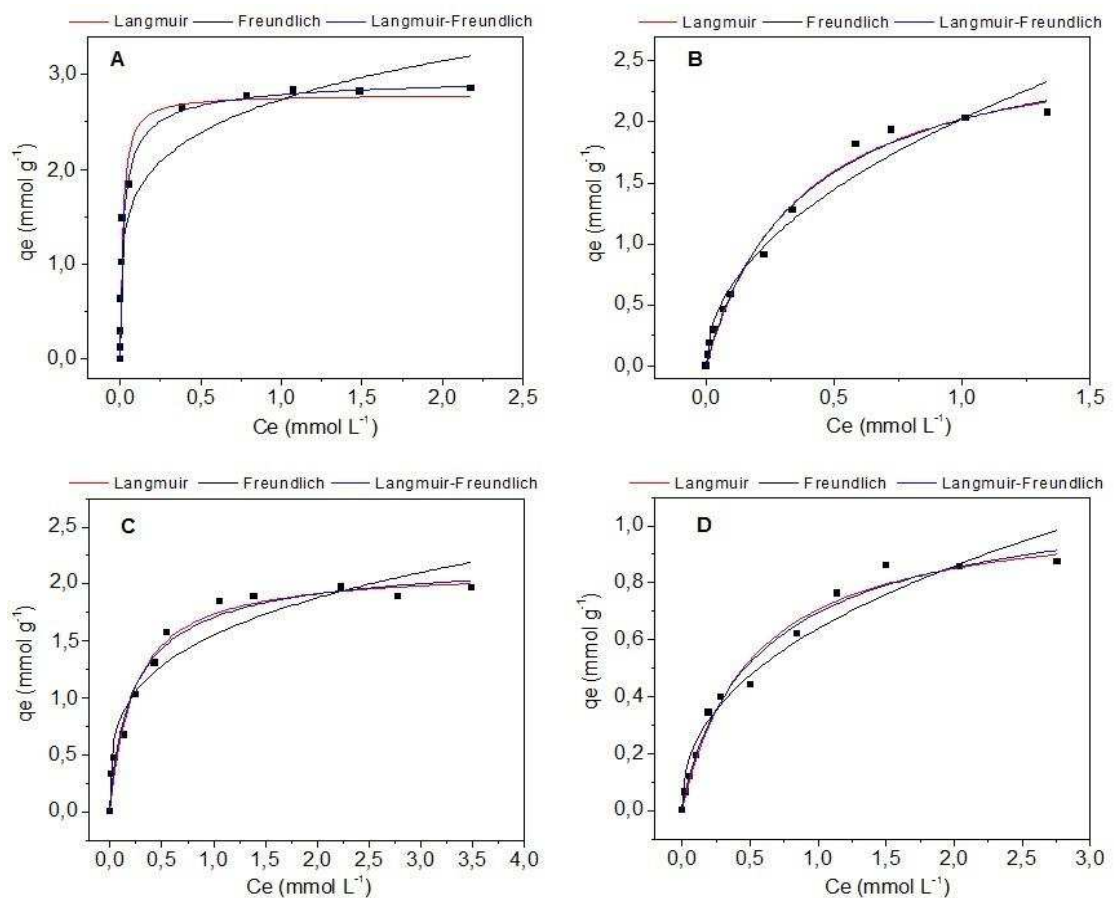 Langmuir Freundlich Langmuir-Freundlich
A
3,0
2,0
1,0
0,0
qe (mmol g⁻¹)
0,0 0,5 1,0 1,5 2,0 2,5
Ce (mmol L⁻¹)
Langmuir Freundlich Langmuir-Freundlich
B
2,5
2,0
1,5
1,0
0,5
0,0
qe (mmol g⁻¹)
0,0 0,5 1,0 1,5
Ce (mmol L⁻¹)
Langmuir Freundlich Langmuir-Freundlich
C
2,5
2,0
1,5
1,0
0,5
0,0
qe (mmol g⁻¹)
0,0 0,5 1,0 1,5 2,0 2,5 3,0 3,5 4,0
Ce (mmol L⁻¹)
Langmuir Freundlich Langmuir-Freundlich
D
1,0
0,8
0,6
0,4
0,2
0,0
qe (mmol g⁻¹)
0,0 0,5 1,0 1,5 2,0 2,5 3,0
Ce (mmol L⁻¹)